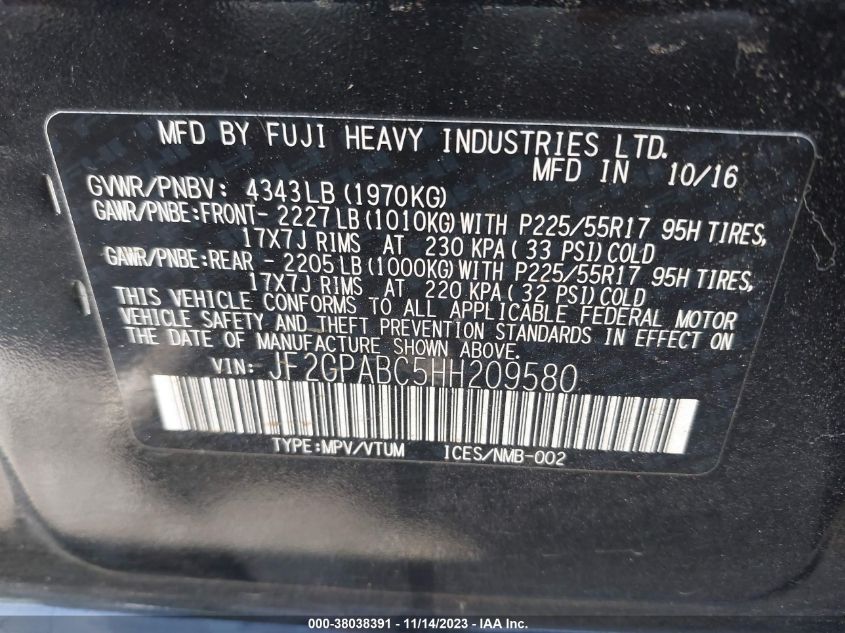 MFD BY FUJI HEAVY INDUSTRIES LTD.
MFD IN 10/16
GVWR/PNBV: 4343LB (1970KG)
GAWR/PNBE:FRONT- 2227LB(1010KG)WITH P225/55R17 95H TIRES,
17X7J RIMS AT 230 KPA( 33 PSI)COLD
GAWR/PNBE:REAR - 2205LB(1000KG)WITH P225/55R17 95H TIRES,
17X7J RIMS AT 220 KPA( 32 PSI)COLD
THIS VEHICLE CONFORMS TO ALL APPLICABLE FEDERAL MOTOR
VEHICLE SAFETY AND THEFT PREVENTION STANDARDS IN EFFECT ON
THE DATE OF MANUFACTURE SHOWN ABOVE.
VIN: JF2GPABC5HH209580
TYPE:MPV/VTUM ICES/NMB-002
000-38038391 - 11/14/2023 - IAA Inc.